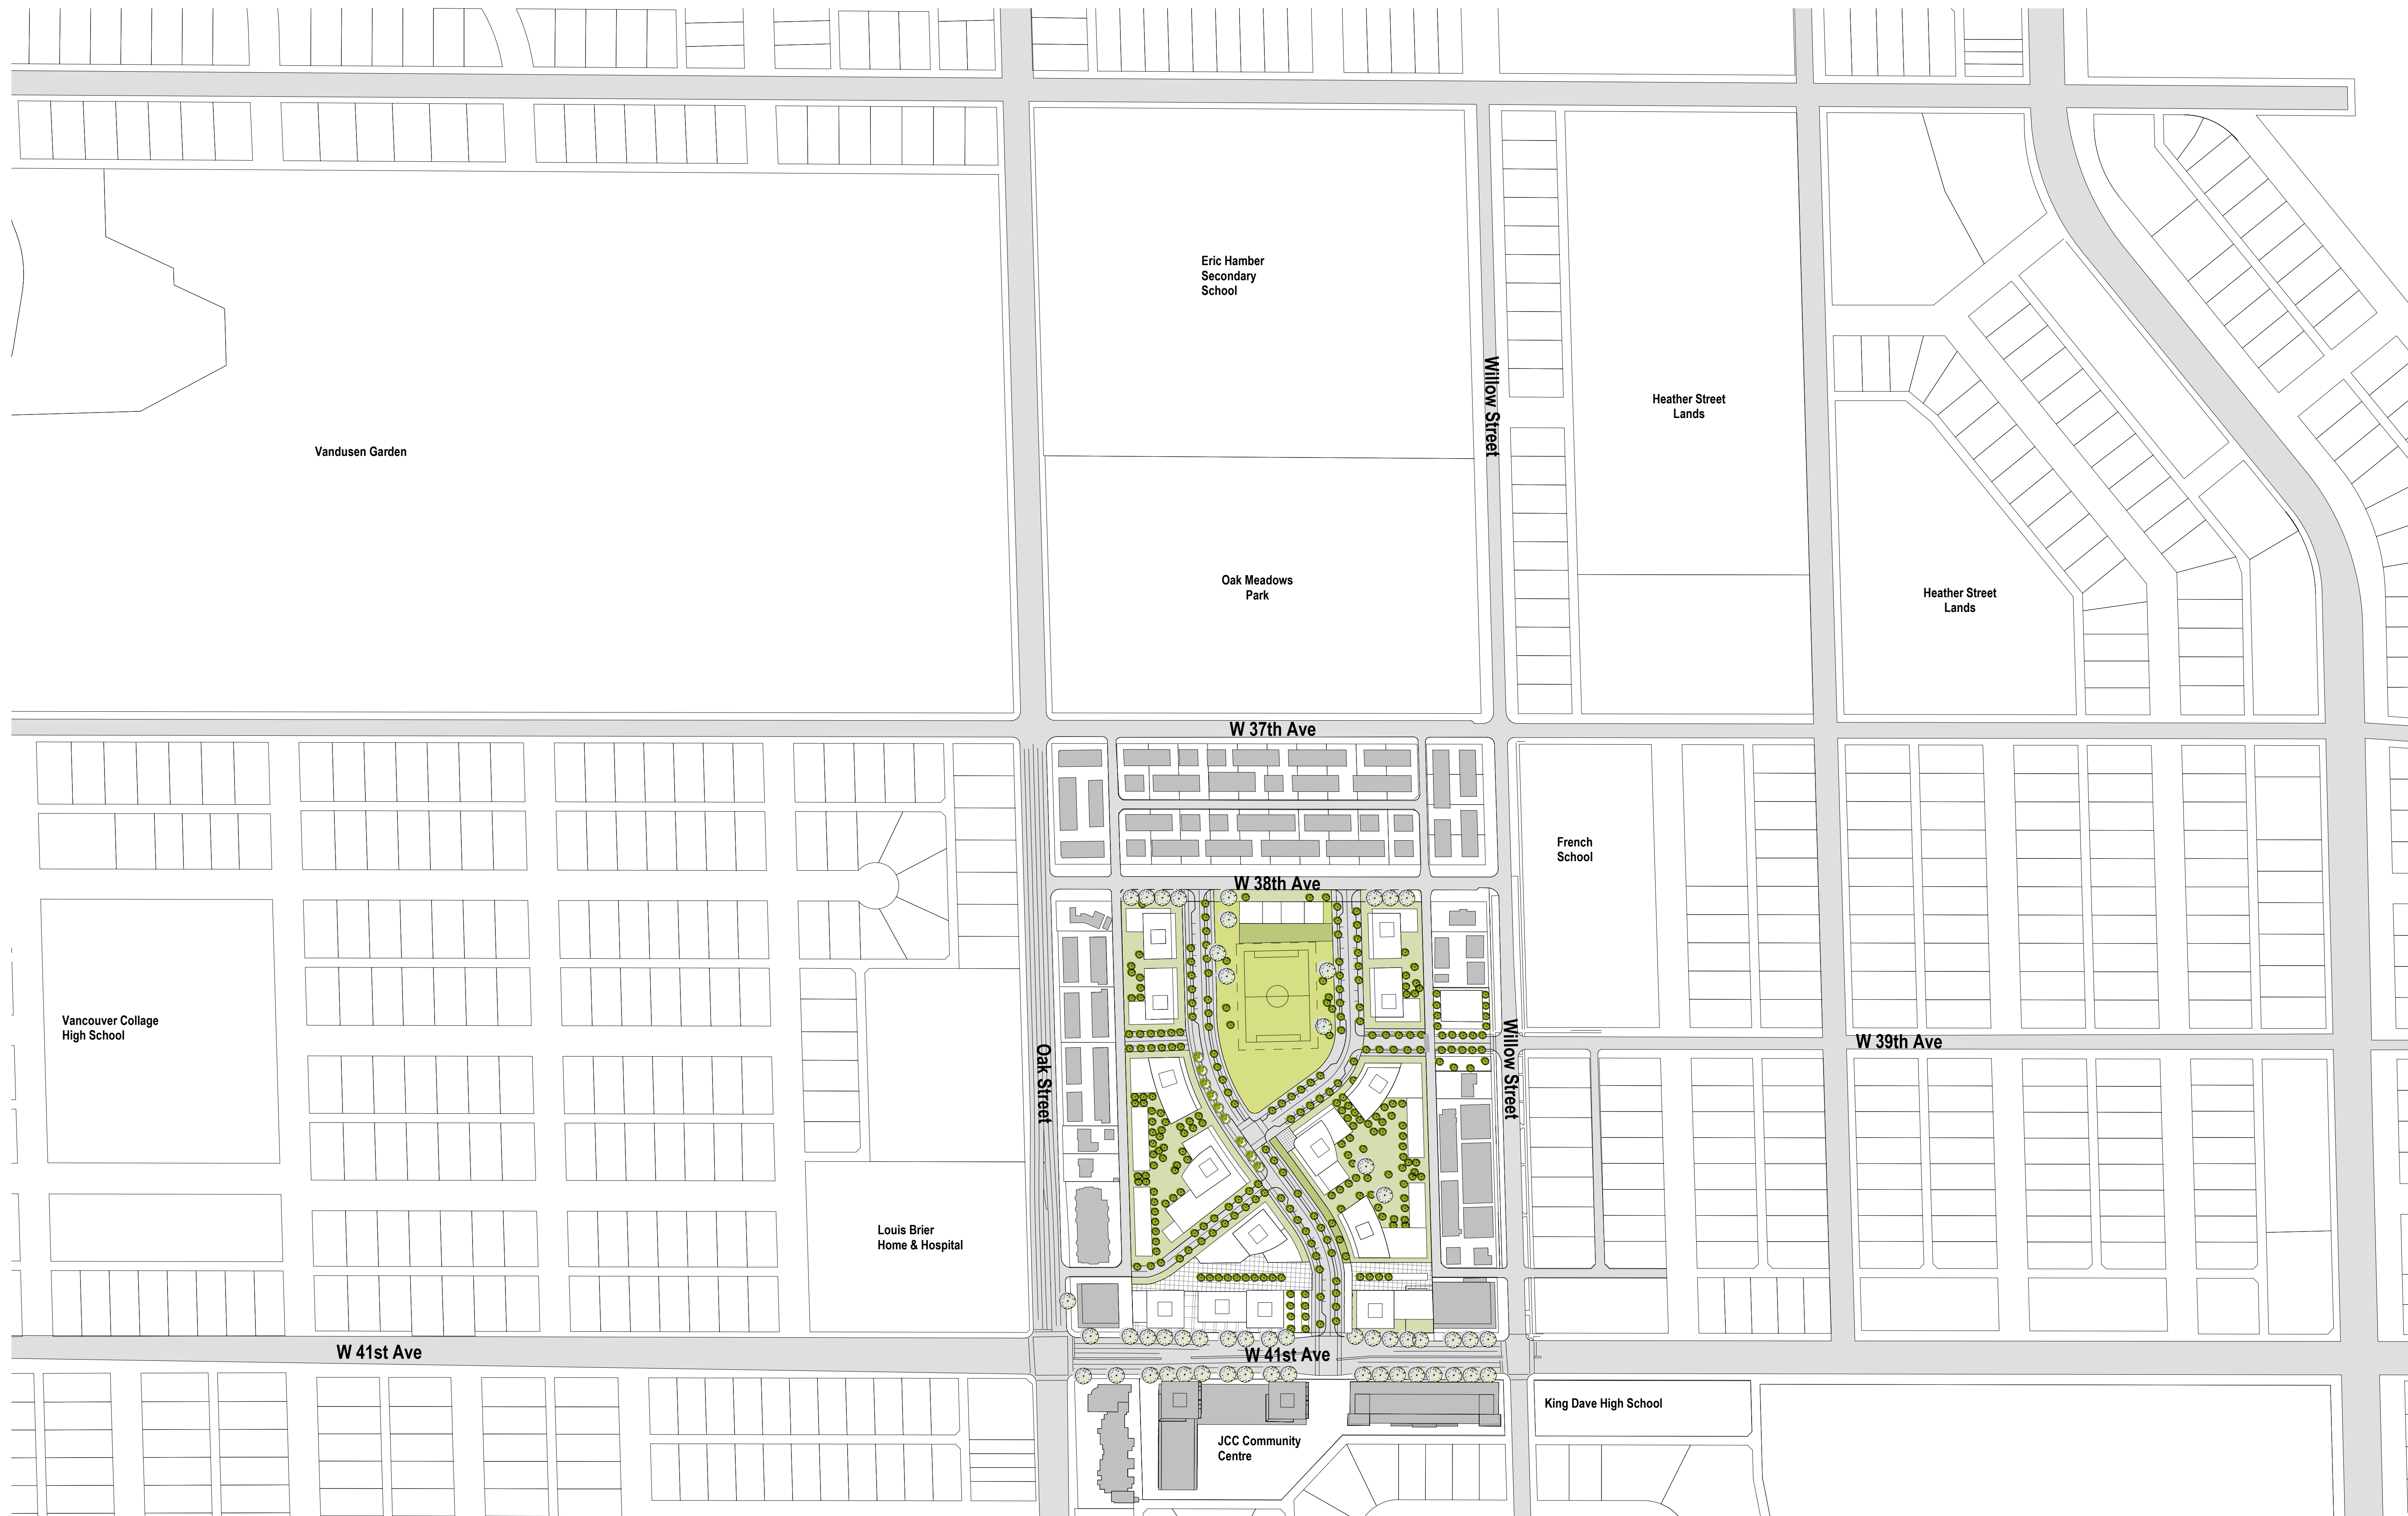 Eric Hamber
Secondary
School
Willow Street
Heather Street
Lands
Vandusen Garden
Oak Meadows
Park
Heather Street
Lands
W 37th Ave
French
School
W 38th Ave
Vancouver Collage
High School
Oak Street
Willow Street
W 39th Ave
Louis Brier
Home & Hospital
W 41st Ave
W 41st Ave
King Dave High School
JCC Community
Centre